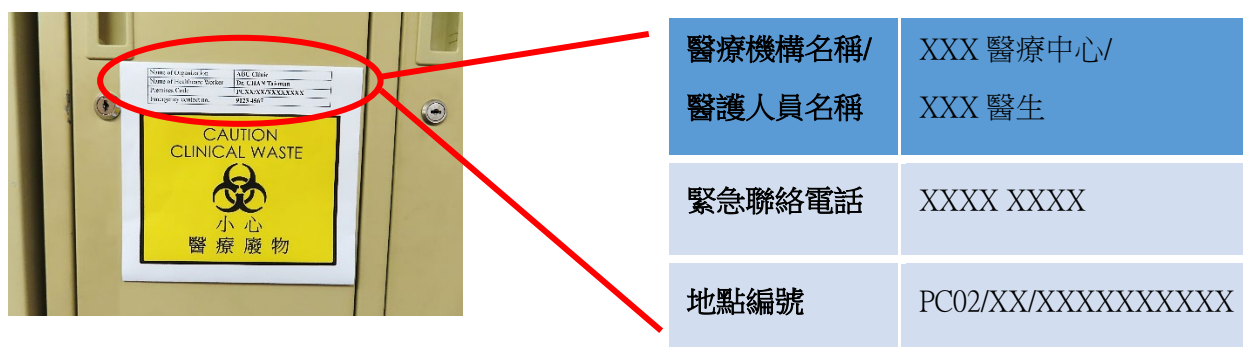 Name of Organization ABC Clinic
Name of Healthcare Worker Dr. CHAN Tai-man
Premises Code PCXX/XX/XXXXXXXX
Emergency contact no. 9123 4567
CAUTION
CLINICAL WASTE
小心
醫療廢物
醫療機構名稱/ XXX 醫療中心/
醫護人員名稱 XXX 醫生
緊急聯絡電話 XXXX XXXX
地點編號 PC02/XX/XXXXXXXXXX